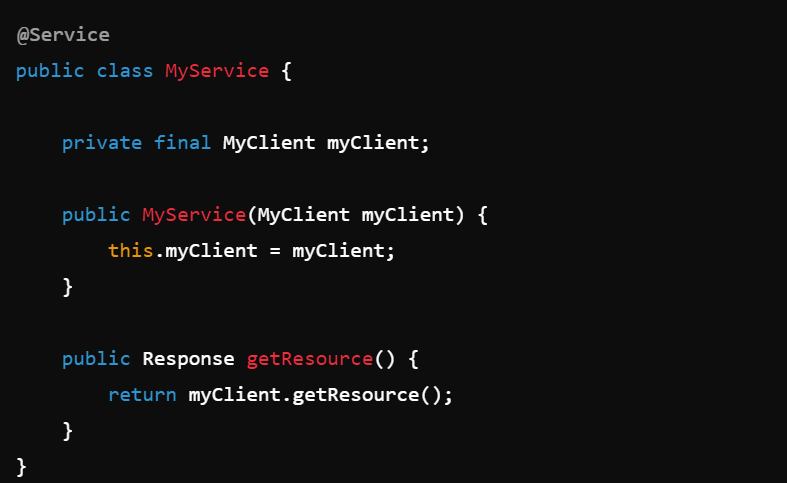 @Service
public class MyService {
    private final MyClient myClient;
    public MyService(MyClient myClient) {
        this.myClient = myClient;
    }
    public Response getResource() {
        return myClient.getResource();
    }
}